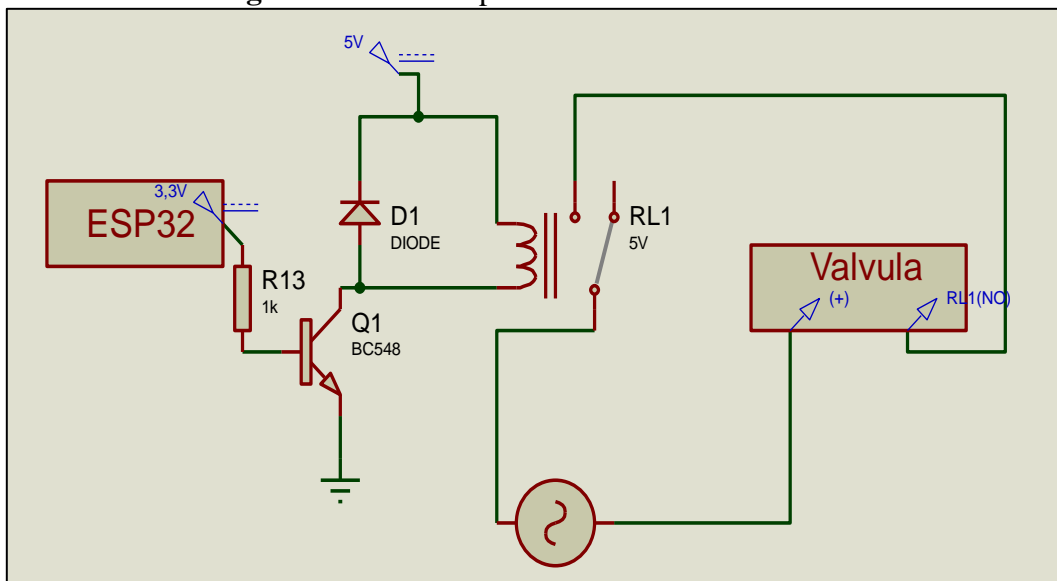 5V
3,3V
ESP32
D1
DIODE
RL1
5V
R13
1k
Q1
BC548
Valvula
(+)
RL1(NO)